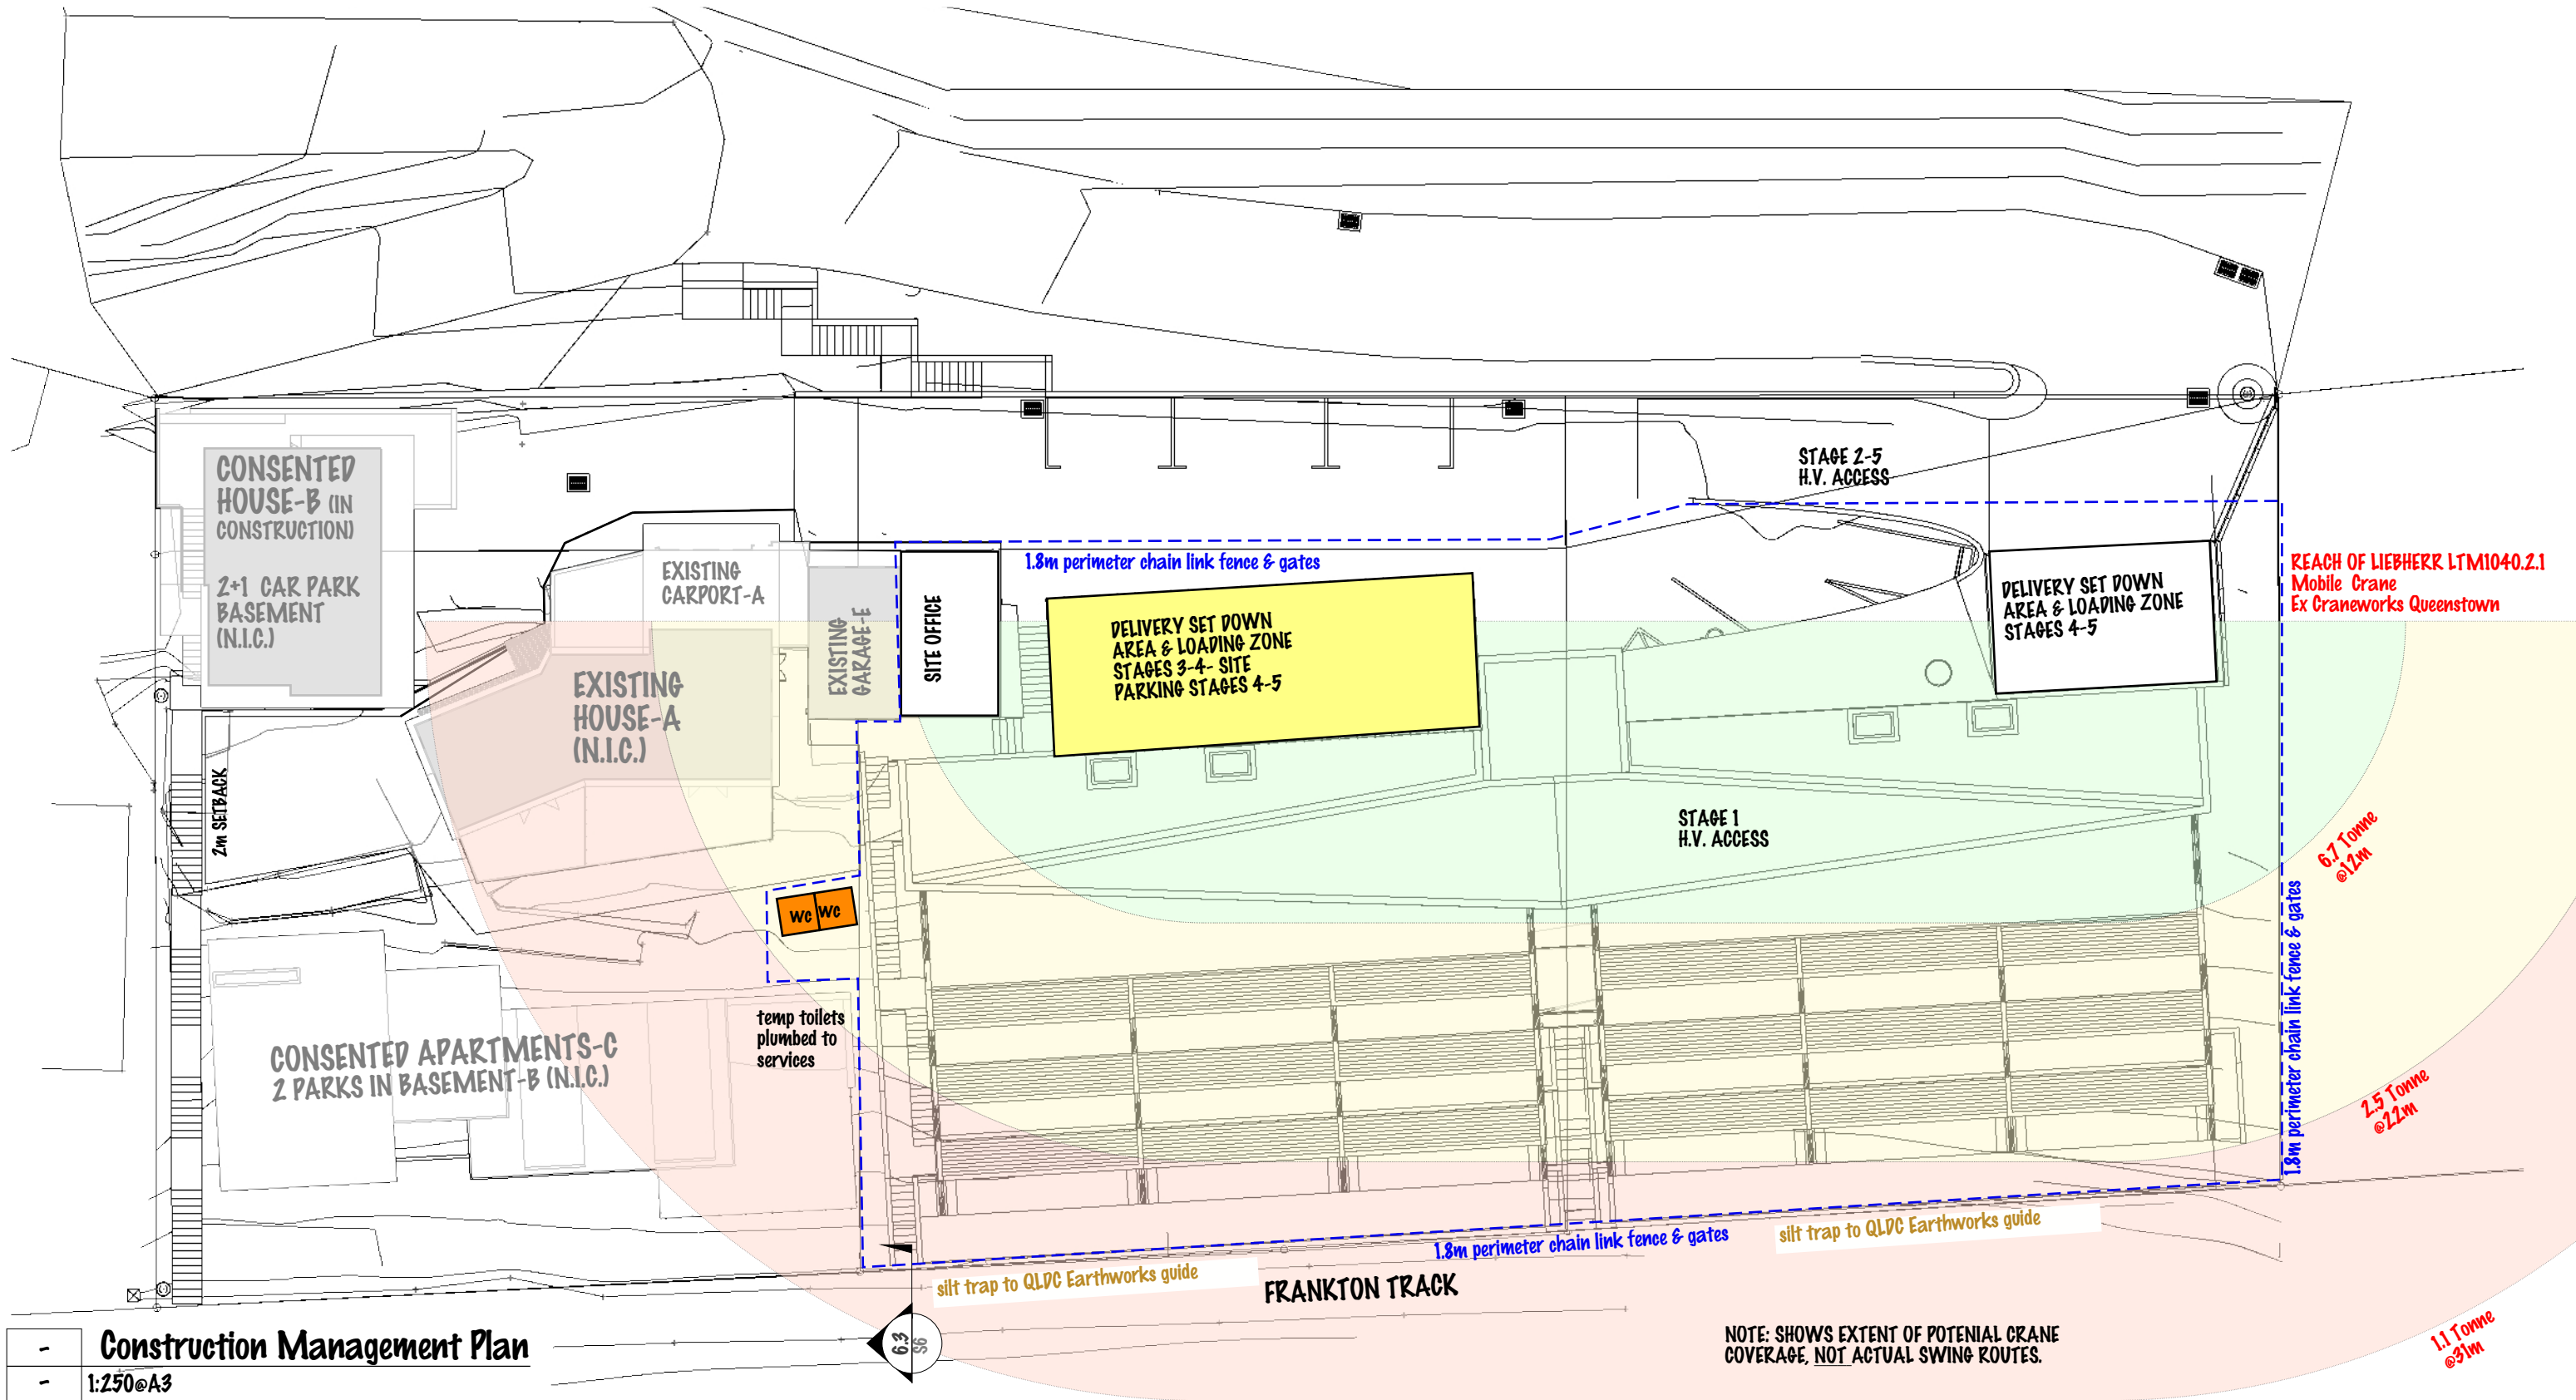 CONSENTED
HOUSE-B (IN
CONSTRUCTION)
2+1 CAR PARK
BASEMENT
(N.I.C.)
EXISTING
CARPORT-A
EXISTING
HOUSE-A
(N.I.C.)
EXISTING
GARAGE-E
SITE OFFICE
1.8m perimeter chain link fence & gates
DELIVERY SET DOWN
AREA & LOADING ZONE
STAGES 3-4- SITE
PARKING STAGES 4-5
STAGE 2-5
H.V. ACCESS
DELIVERY SET DOWN
AREA & LOADING ZONE
STAGES 4-5
REACH OF LIEBHERR LTM1040.2.1
Mobile Crane
Ex Craneworks Queenstown
2m SETBACK
STAGE 1
H.V. ACCESS
6.7 Tonne
@12m
WC WC
temp toilets
plumbed to
services
CONSENTED APARTMENTS-C
2 PARKS IN BASEMENT-B (N.I.C.)
1.8m perimeter chain link fence & gates
2.5 Tonne
@22m
1.8m perimeter chain link fence & gates
silt trap to QLDC Earthworks guide
silt trap to QLDC Earthworks guide
FRANKTON TRACK
6.3
S6
NOTE: SHOWS EXTENT OF POTENIAL CRANE
COVERAGE, NOT ACTUAL SWING ROUTES.
1.1 Tonne
@31m
- Construction Management Plan
- 1:250@A3